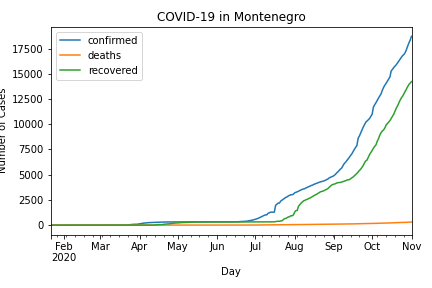 COVID-19 in Montenegro
confirmed
deaths
recovered
17500
15000
12500
10000
7500
5000
2500
0
Number of Cases
Feb Mar Apr May Jun Jul Aug Sep Oct Nov
2020
Day